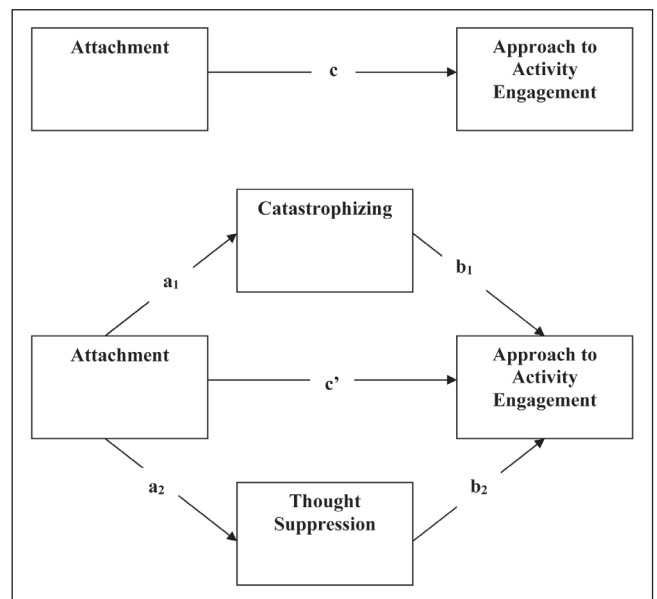 Attachment
c
Approach to
Activity
Engagement
Catastrophizing
a₁
b₁
Attachment
c’
Approach to
Activity
Engagement
a₂
b₂
Thought
Suppression